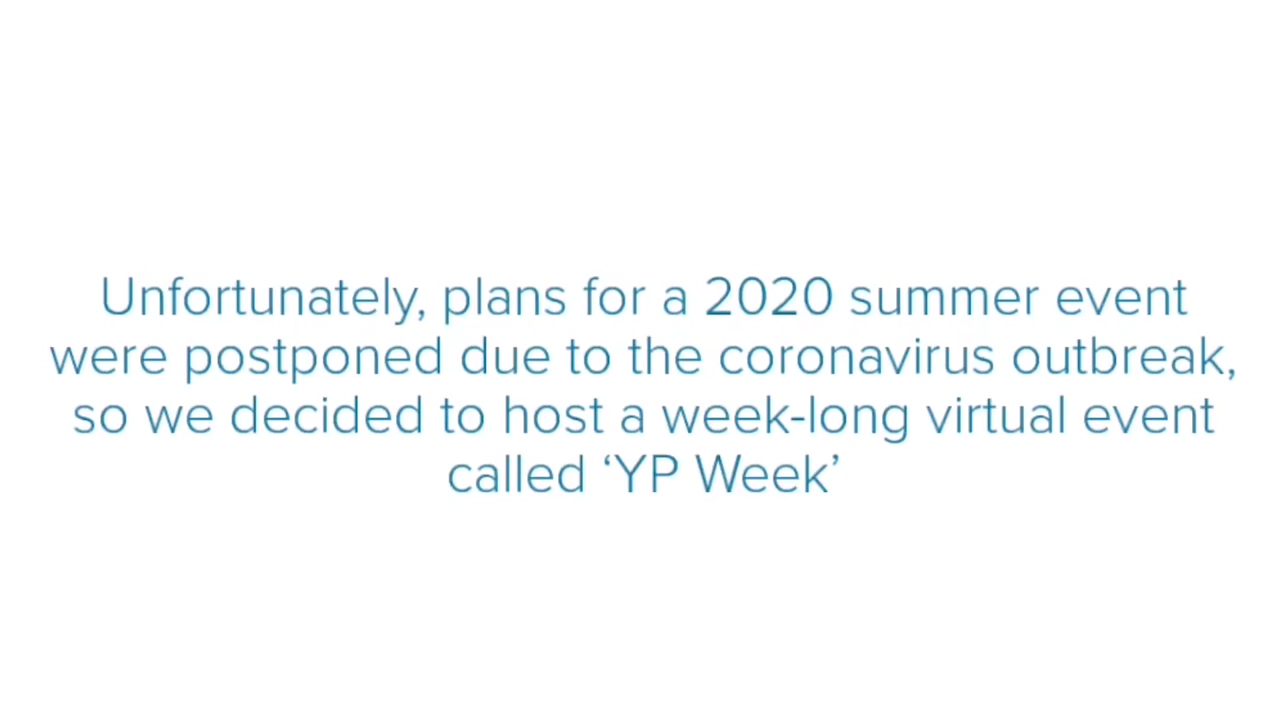 Unfortunately, plans for a 2020 summer event
were postponed due to the coronavirus outbreak,
so we decided to host a week-long virtual event
called ‘YP Week’